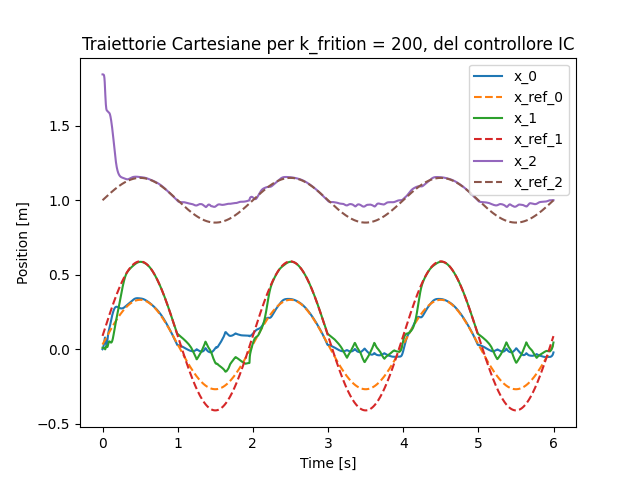 Traiettorie Cartesiane per k_frition = 200, del controllore IC
x_0
x_ref_0
x_1
x_ref_1
x_2
x_ref_2
Position [m]
1.5
1.0
0.5
0.0
−0.5
0 1 2 3 4 5 6
Time [s]